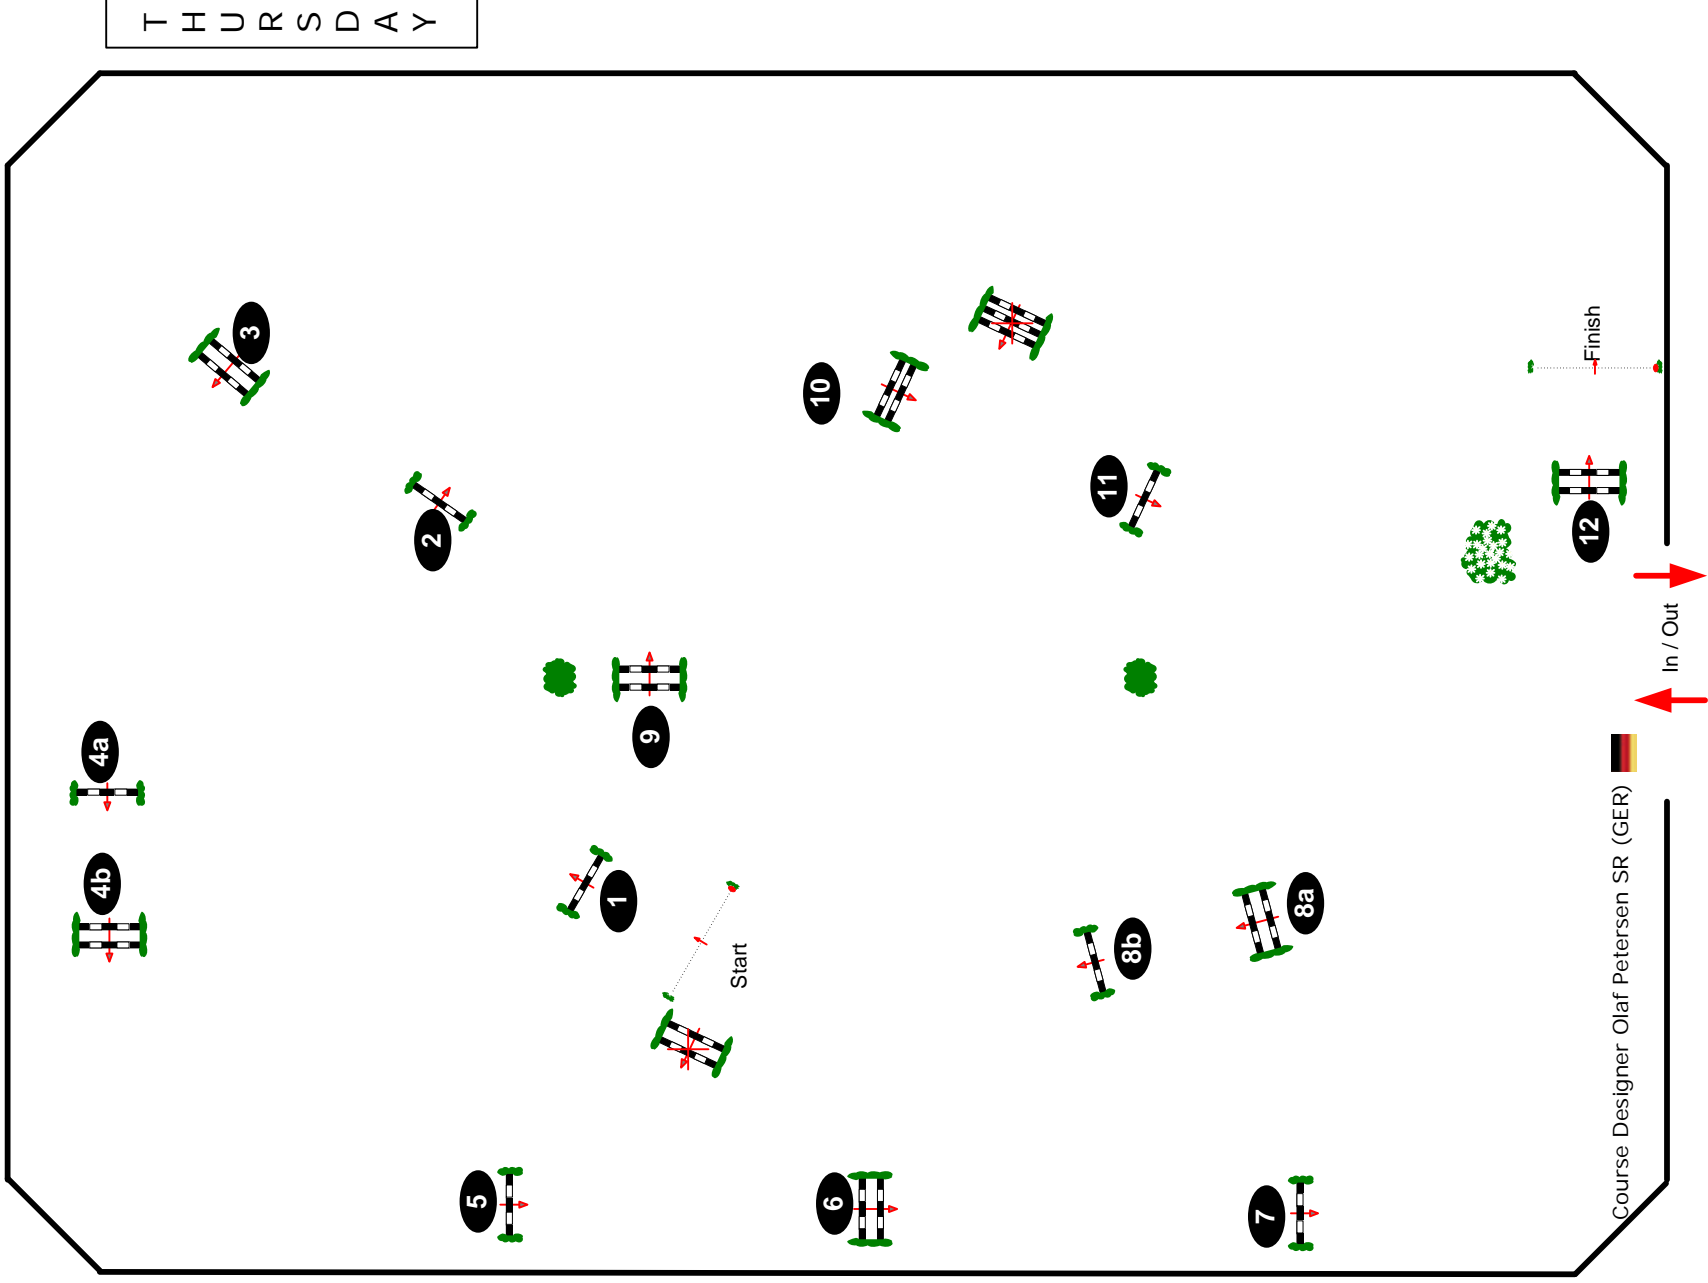 THURSDAY
3
2
10
11
Finish
12
In / Out
4a
9
4b
1
Start
8b
8a
5
6
7
Course Designer Olaf Petersen SR (GER)